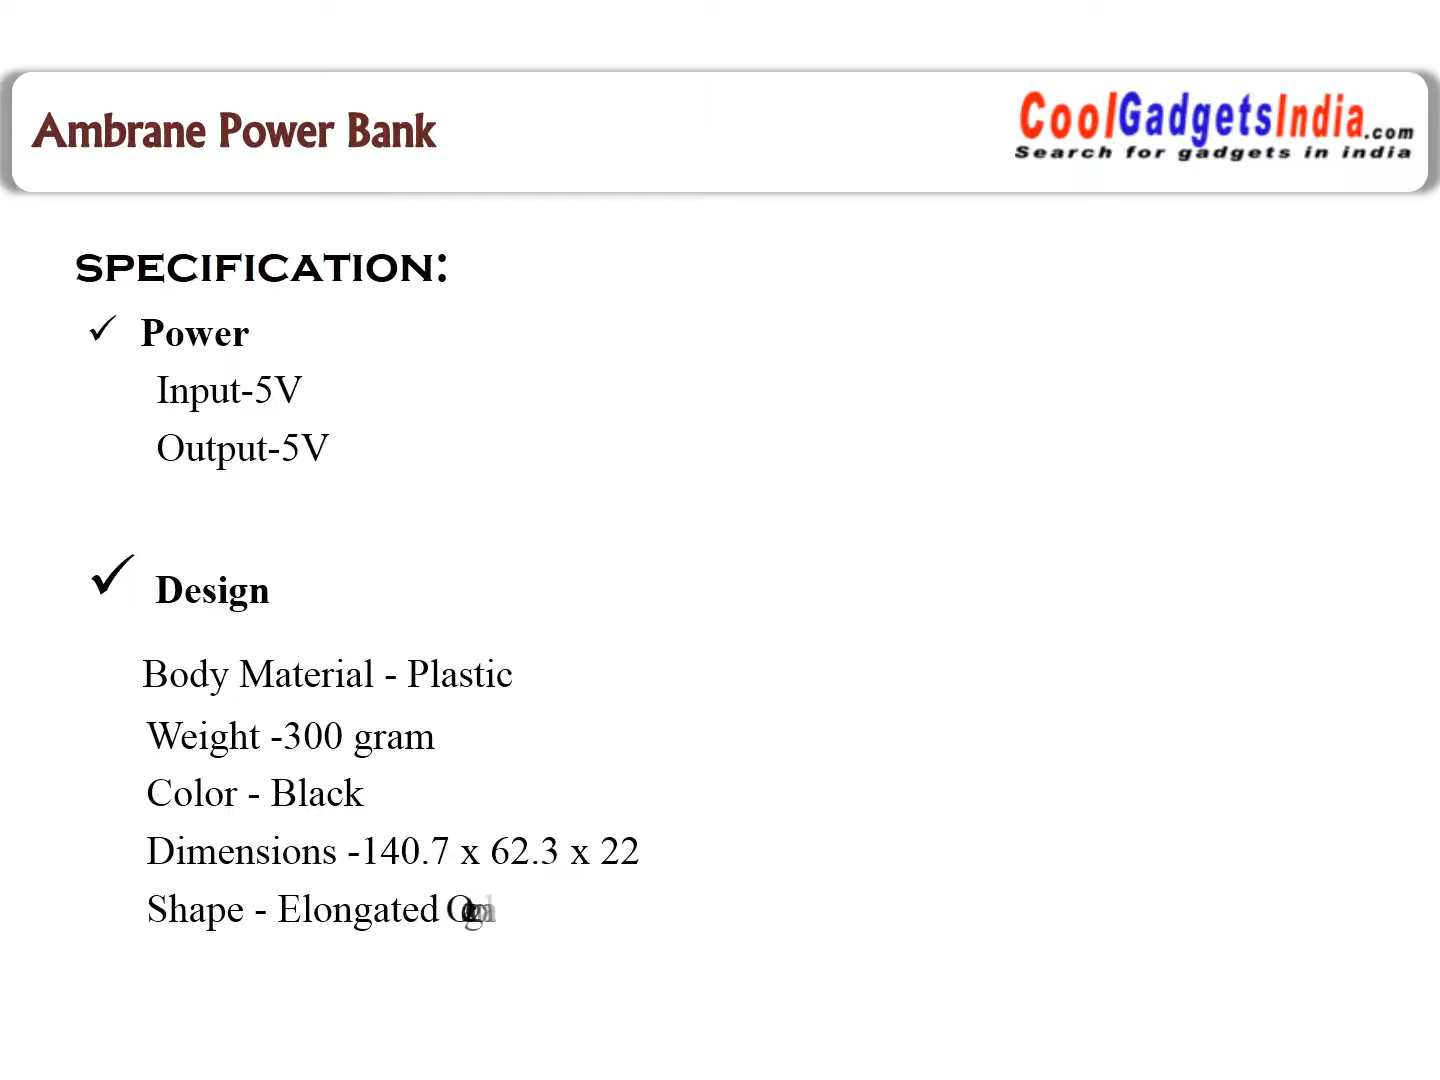 Ambrane Power Bank
CoolGadgetsIndia.com
Search for gadgets in india
SPECIFICATION:
✓ Power
Input-5V
Output-5V
✓ Design
Body Material - Plastic
Weight -300 gram
Color - Black
Dimensions -140.7 x 62.3 x 22
Shape - Elongated